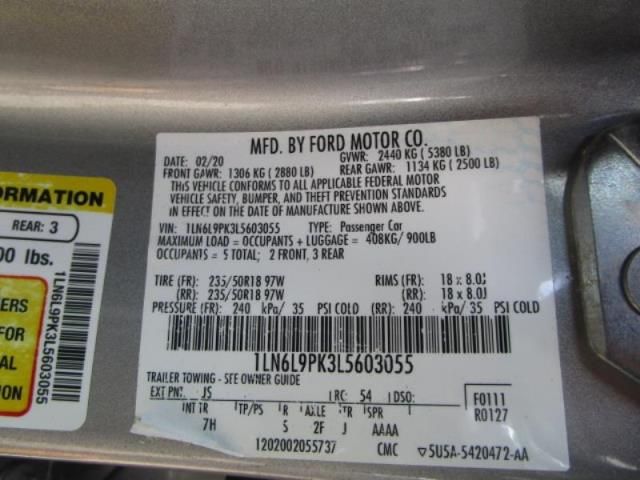 ORMATION
REAR: 3
00 lbs.
ERS
FOR
AL
ION
1LN6L9PK3L5603055
MFD. BY FORD MOTOR CO.
DATE: 02/20 GVWR: 2440 KG ( 5380 LB)
FRONT GAWR: 1306 KG ( 2880 LB) REAR GAWR: 1134 KG ( 2500 LB)
THIS VEHICLE CONFORMS TO ALL APPLICABLE FEDERAL MOTOR
VEHICLE SAFETY, BUMPER, AND THEFT PREVENTION STANDARDS
IN EFFECT ON THE DATE OF MANUFACTURE SHOWN ABOVE.
VIN: 1LN6L9PK3L5603055 TYPE: Passenger Car
MAXIMUM LOAD = OCCUPANTS + LUGGAGE = 408KG/ 900LB
OCCUPANTS = 5 TOTAL; 2 FRONT, 3 REAR
TIRE (FR): 235/50R18 97W RIMS (FR): 18 x 8.0J
(RR): 235/50R18 97W (RR): 18 x 8.0J
PRESSURE (FR): 240 kPa/ 35 PSI COLD (RR): 240 kPa/ 35 PSI COLD
1LN6L9PK3L5603055
TRAILER TOWING - SEE OWNER GUIDE
EXT PNT: JS RC: 54 DSO: F0111
INT TR TP/PS R AXLE TR SPR R0127
7H S 2F J AAAA
1202002055737 CMC 5U5A-5420472-AA